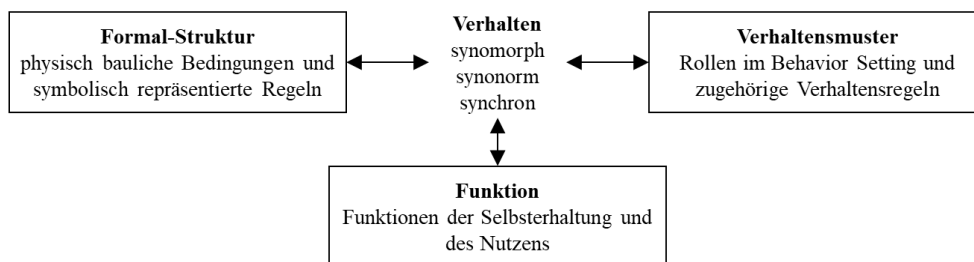 Formal-Struktur
physisch bauliche Bedingungen und
symbolisch repräsentierte Regeln
Verhalten
synomorph
synonorm
synchron
Verhaltensmuster
Rollen im Behavior Setting und
zugehörige Verhaltensregeln
Funktion
Funktionen der Selbsterhaltung und
des Nutzens